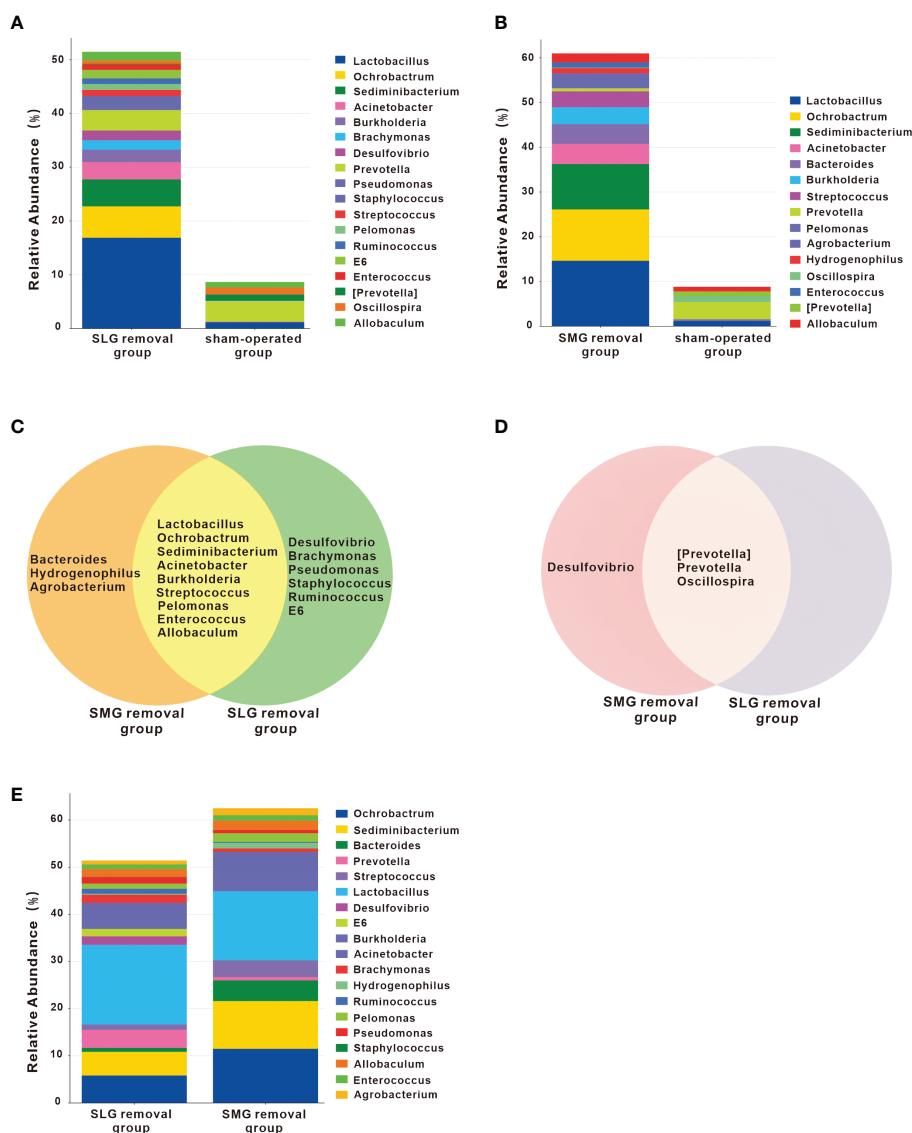 A
Relative Abundance (%)
50
40
30
20
10
0
SLG removal
group
sham-operated
group
Lactobacillus
Ochrobactrum
Sediminibacterium
Acinetobacter
Burkholderia
Brachymonas
Desulfovibrio
Prevotella
Pseudomonas
Staphylococcus
Streptococcus
Pelomonas
Ruminococcus
E6
Enterococcus
[Prevotella]
Oscillospira
Allobaculum
B
Relative Abundance (%)
60
50
40
30
20
10
0
SMG removal
group
sham-operated
group
Lactobacillus
Ochrobactrum
Sediminibacterium
Acinetobacter
Bacteroides
Burkholderia
Streptococcus
Prevotella
Pelomonas
Agrobacterium
Hydrogenophilus
Oscillospira
Enterococcus
[Prevotella]
Allobaculum
C
Bacteroides
Hydrogenophilus
Agrobacterium
Lactobacillus
Ochrobactrum
Sediminibacterium
Acinetobacter
Burkholderia
Streptococcus
Pelomonas
Enterococcus
Allobaculum
Desulfovibrio
Brachymonas
Pseudomonas
Staphylococcus
Ruminococcus
E6
SMG removal
group
SLG removal
group
D
Desulfovibrio
[Prevotella]
Prevotella
Oscillospira
SMG removal
group
SLG removal
group
E
Relative Abundance (%)
60
50
40
30
20
10
0
SLG removal
group
SMG removal
group
Ochrobactrum
Sediminibacterium
Bacteroides
Prevotella
Streptococcus
Lactobacillus
Desulfovibrio
E6
Burkholderia
Acinetobacter
Brachymonas
Hydrogenophilus
Ruminococcus
Pelomonas
Pseudomonas
Staphylococcus
Allobaculum
Enterococcus
Agrobacterium